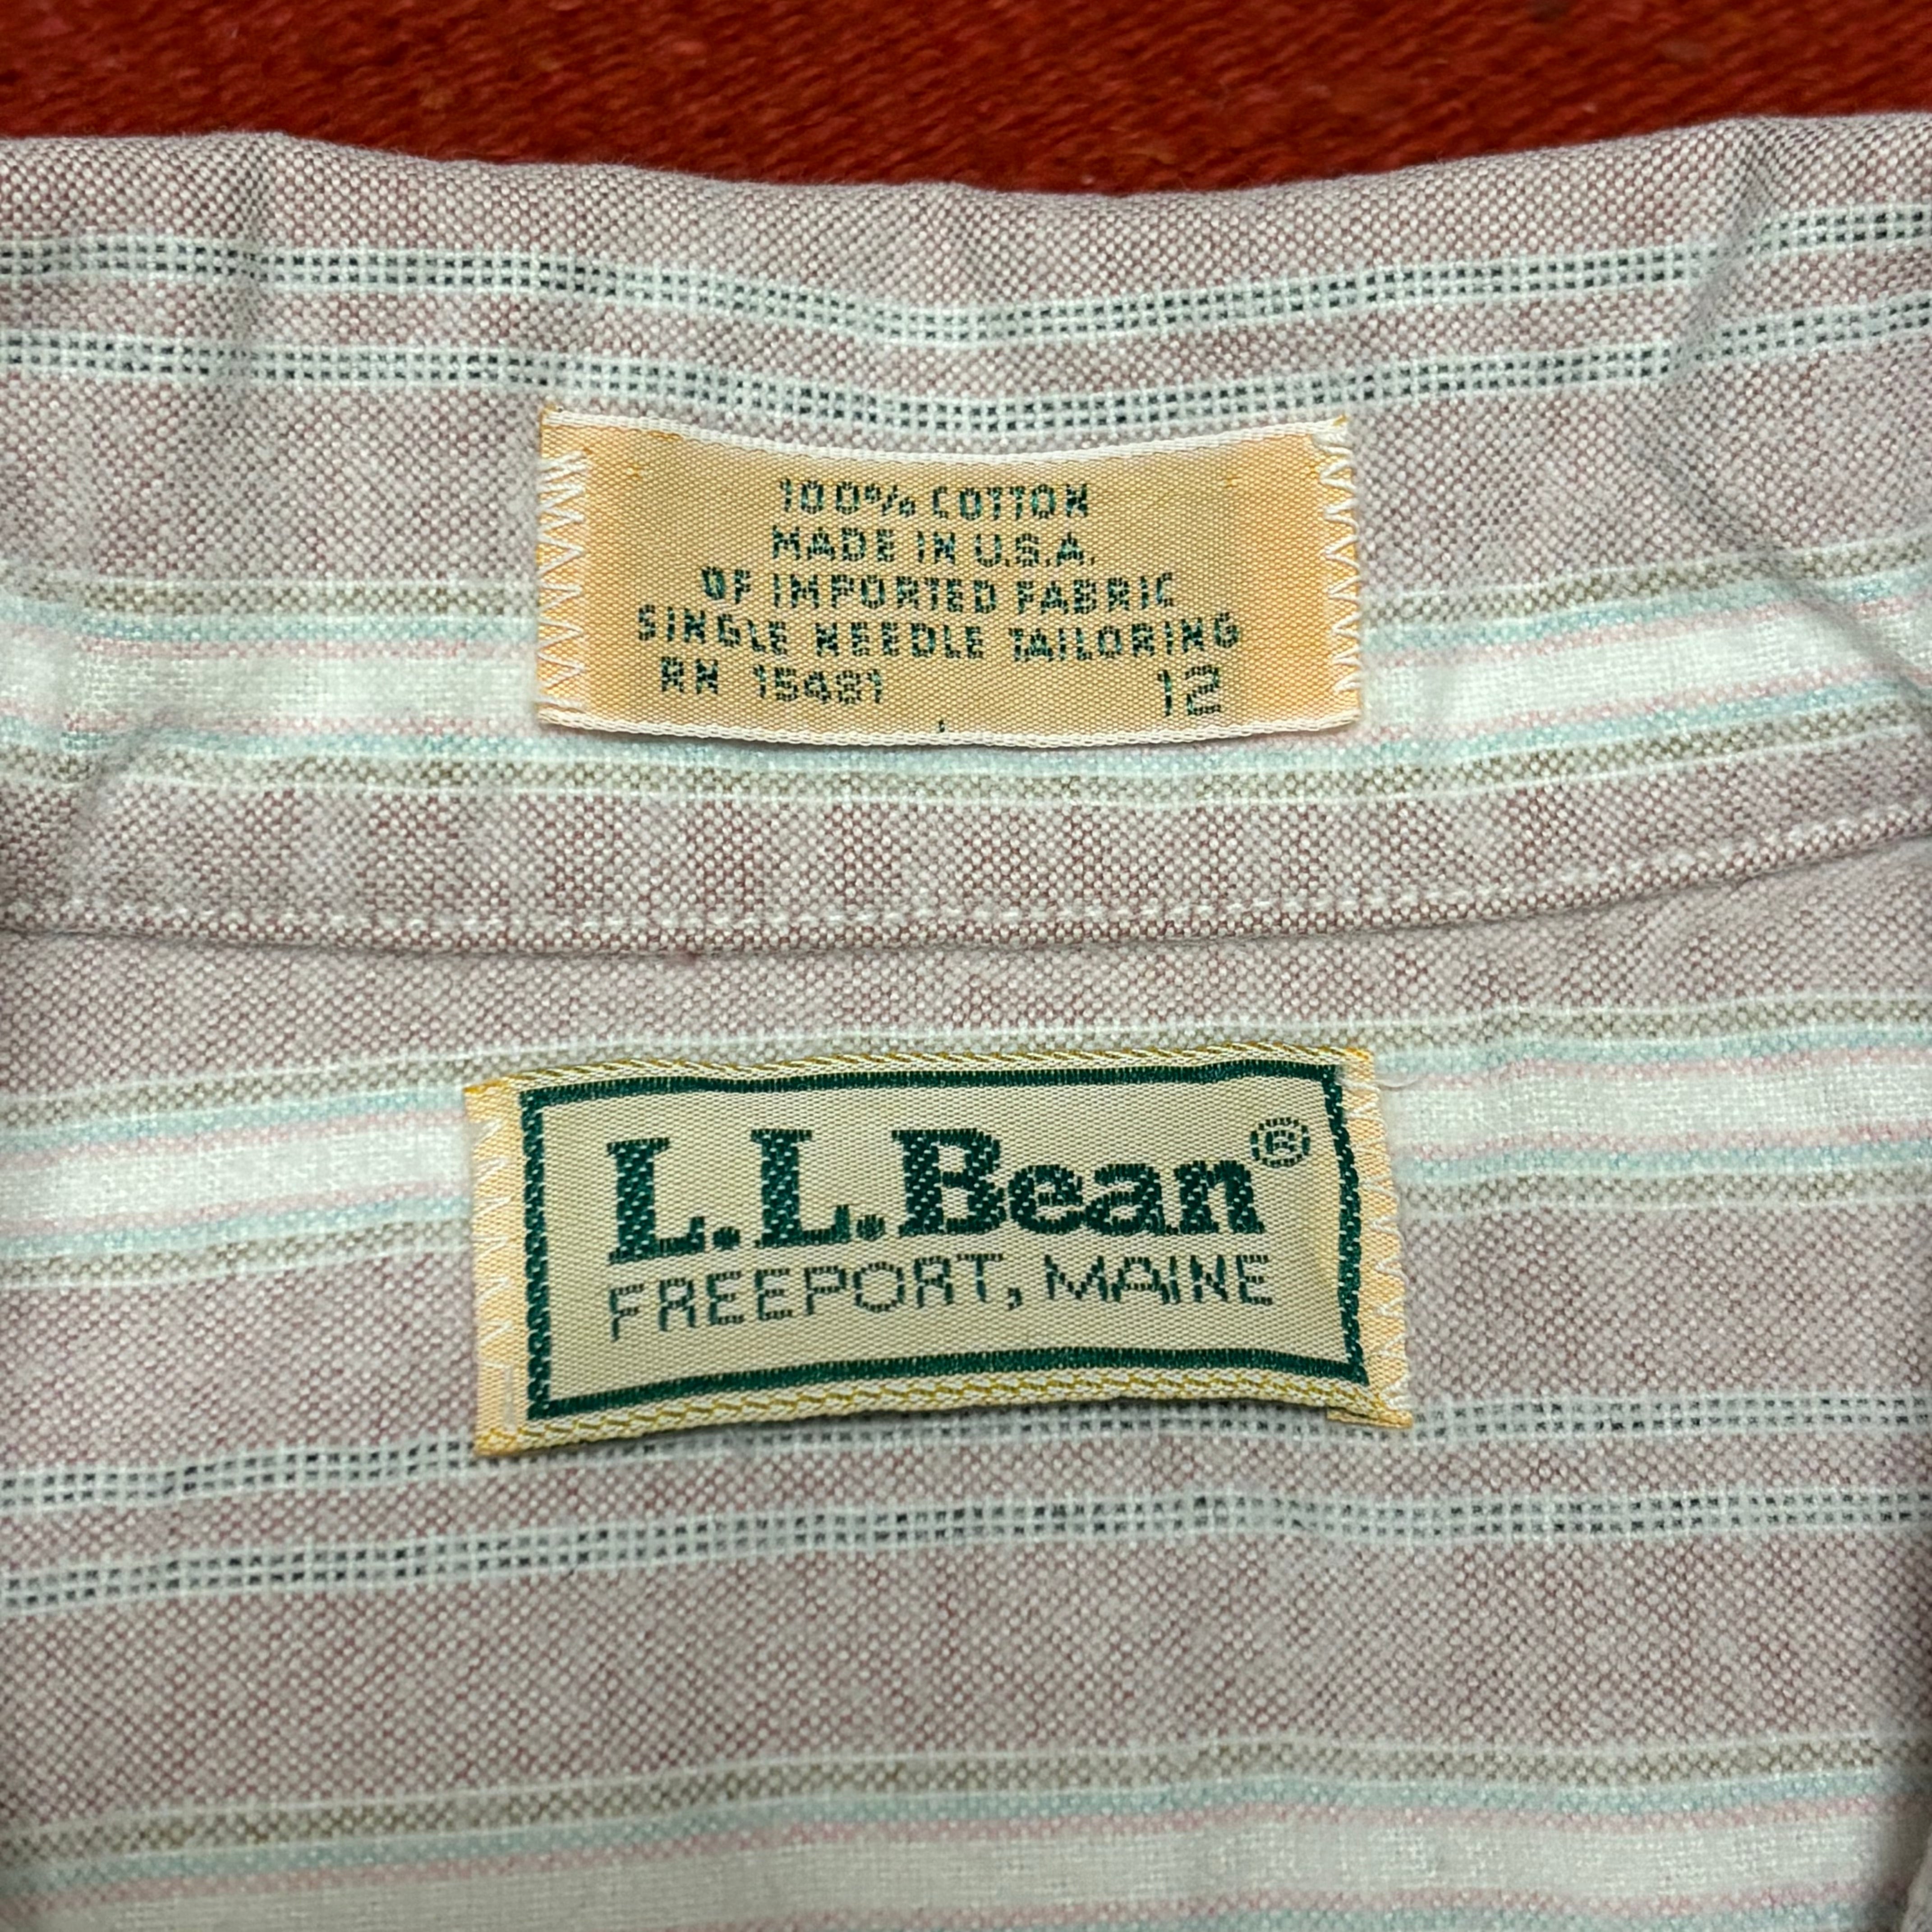 100% COTTON
MADE IN U.S.A.
OF IMPORTED FABRIC
SINGLE NEEDLE TAILORING
RN 15481 12
L.L.Bean®
FREEPORT, MAINE